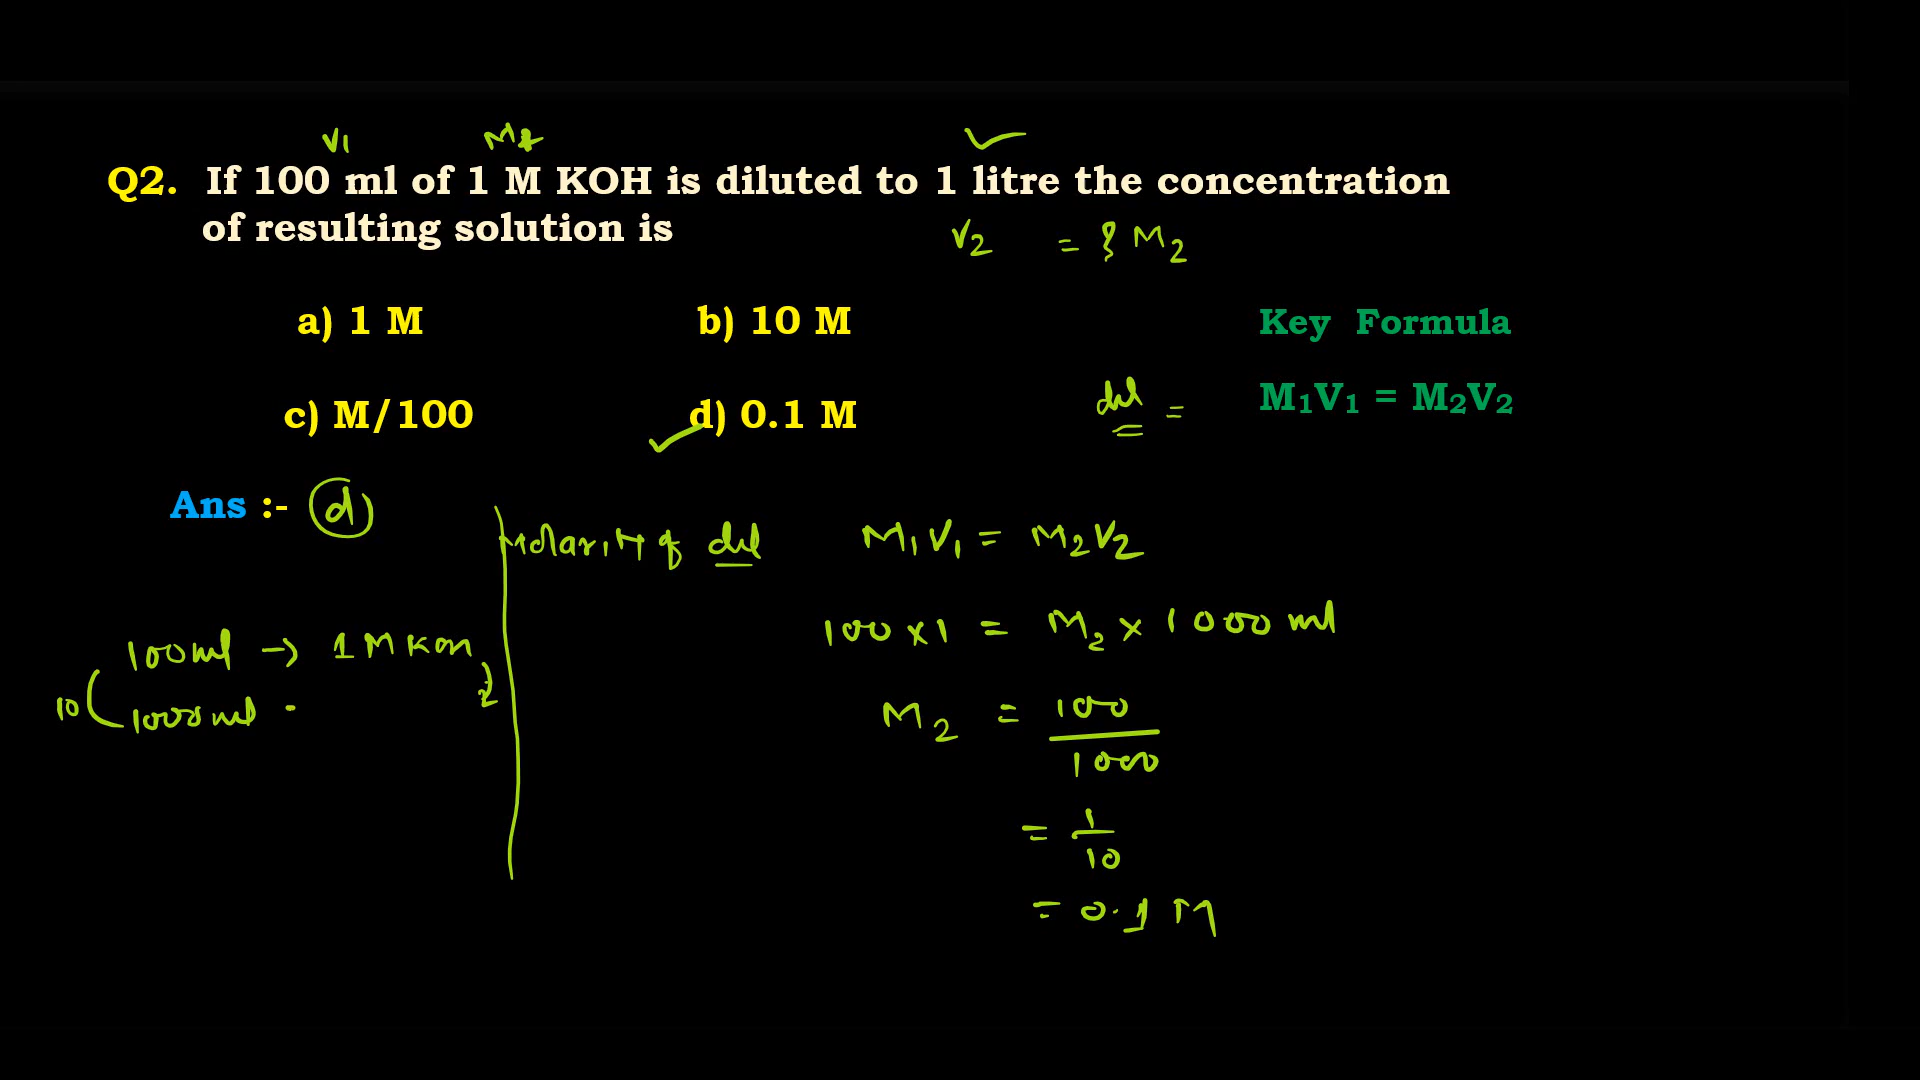 V1 M
Q2. If 100 ml of 1 M KOH is diluted to 1 litre the concentration
of resulting solution is
V2 = { M2
a) 1 M b) 10 M
Key Formula
c) M/100 d) 0.1 M
dil =
M₁V₁ = M₂V₂
Ans :- d
Molarity of dil M1V1 = M2V2
100 x 1 = M2 x 1000 ml
100ml → 1 M KOH
10 1000 ml
M2 = 100
1000
= 1
10
= 0.1 M